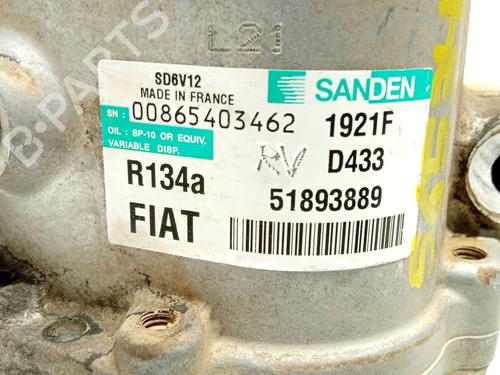 L21
SD6V12
MADE IN FRANCE
SN : 00865403462
OIL : SP-10 OR EQUIV.
VARIABLE DISP.
R134a
FIAT
SANDEN
1921F
RV
D433
51893889
B-PARTS